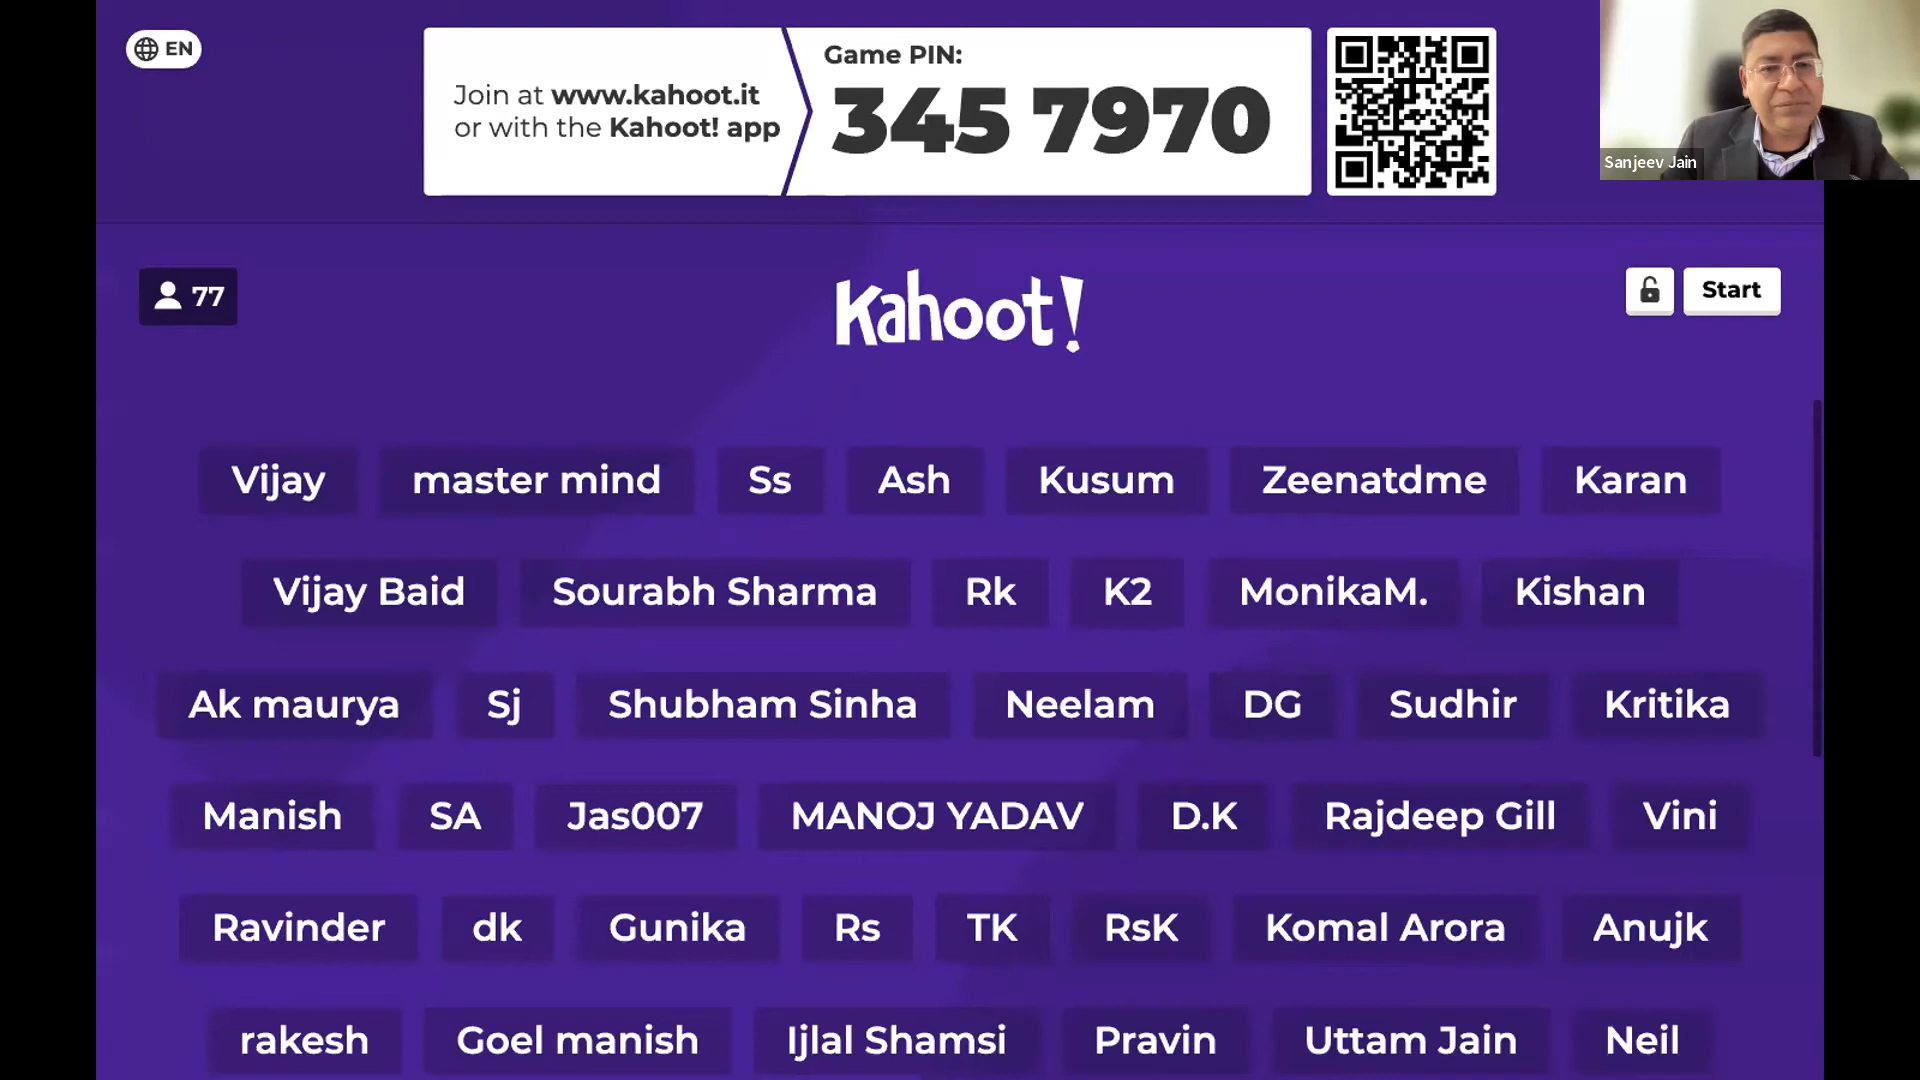 EN
Join at www.kahoot.it
or with the Kahoot! app
Game PIN:
345 7970
Sanjeev Jain
77
Kahoot!
Start
Vijay master mind Ss Ash Kusum Zeenatdme Karan
Vijay Baid Sourabh Sharma Rk K2 MonikaM. Kishan
Ak maurya Sj Shubham Sinha Neelam DG Sudhir Kritika
Manish SA Jas007 MANOJ YADAV D.K Rajdeep Gill Vini
Ravinder dk Gunika Rs TK RsK Komal Arora Anujk
rakesh Goel manish Ijlal Shamsi Pravin Uttam Jain Neil